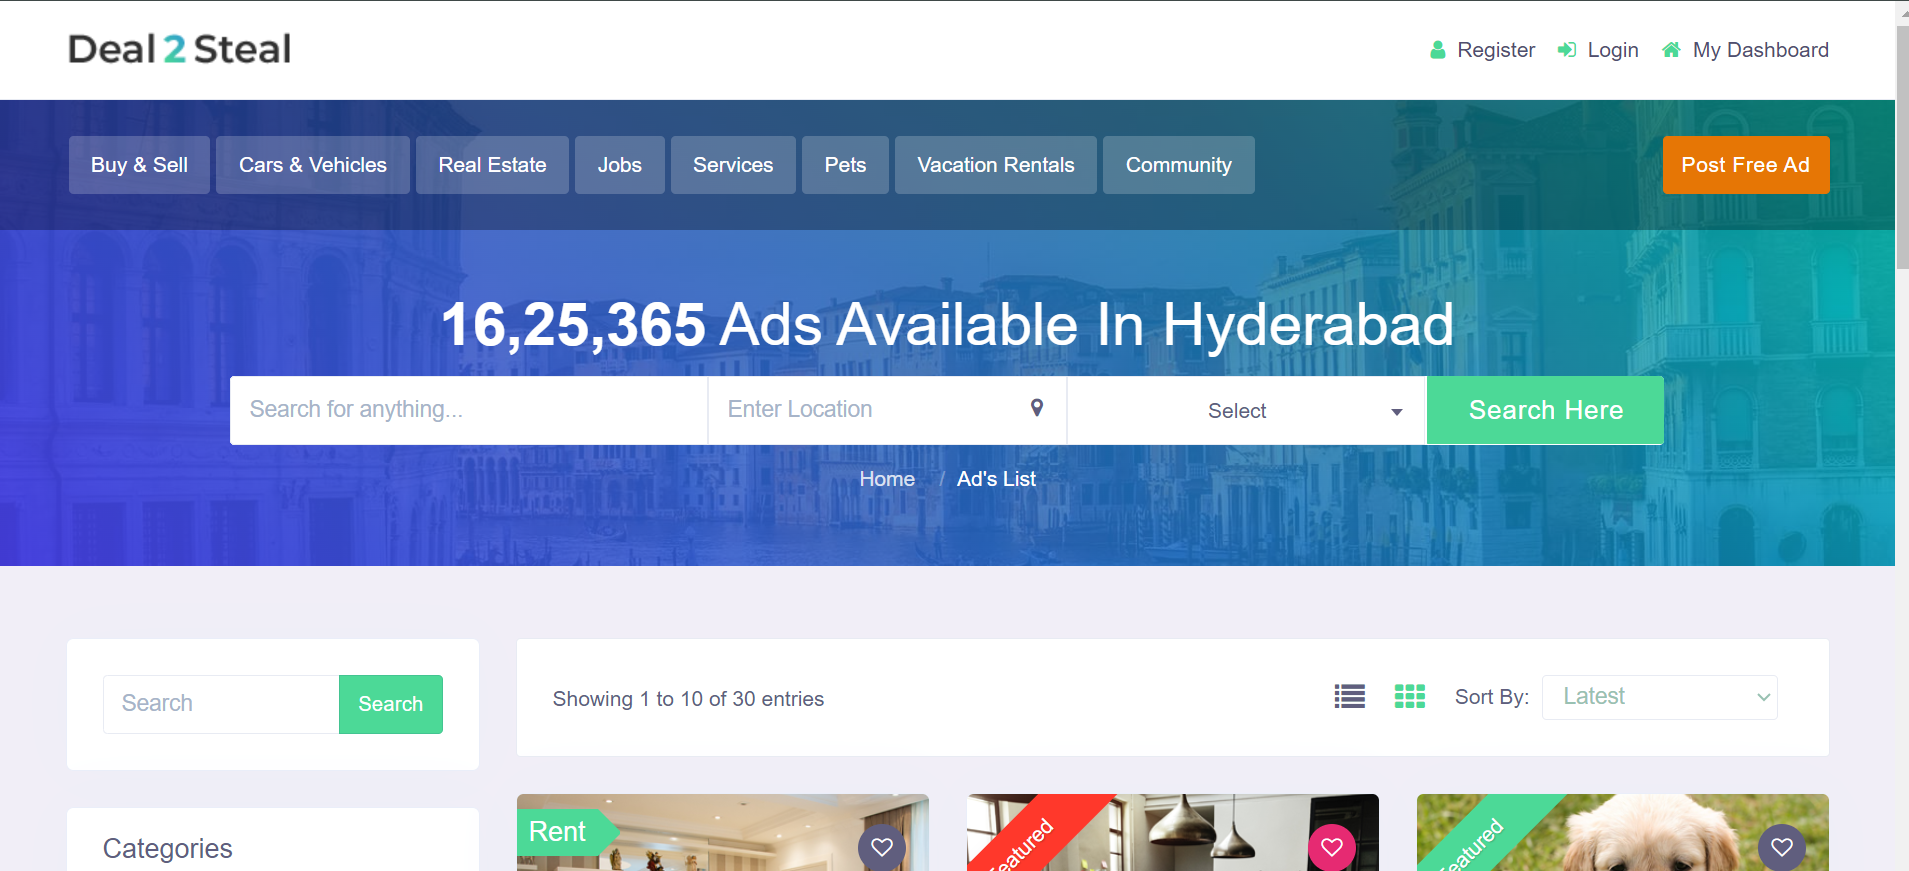 Deal 2 Steal
Register Login My Dashboard
Buy & Sell Cars & Vehicles Real Estate Jobs Services Pets Vacation Rentals Community Post Free Ad
16,25,365 Ads Available In Hyderabad
Search for anything... Enter Location Select Search Here
Home / Ad's List
Search Search
Showing 1 to 10 of 30 entries Sort By: Latest
Categories
Rent
Featured
Featured